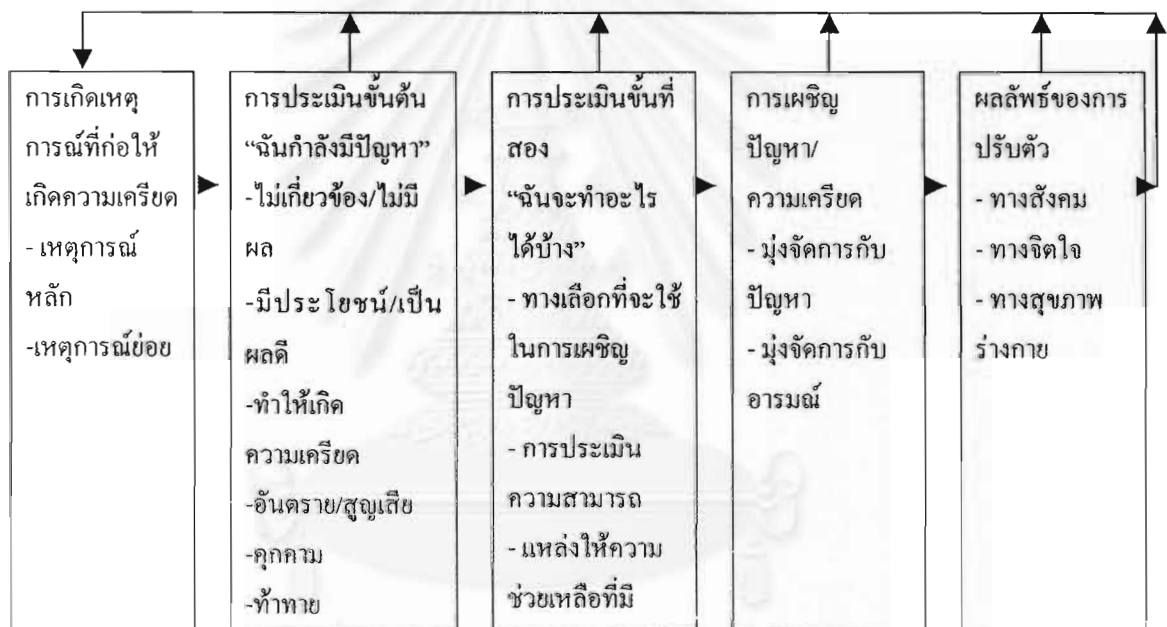 การเกิดเหตุ
การณ์ที่ก่อให้
เกิดความเครียด
- เหตุการณ์
หลัก
-เหตุการณ์ย่อย
การประเมินขั้นต้น
“ฉันกำลังมีปัญหา”
-ไม่เกี่ยวข้อง/ไม่มี
ผล
-มีประโยชน์/เป็น
ผลดี
-ทำให้เกิด
ความเครียด
-อันตราย/สูญเสีย
-คุกคาม
-ท้าทาย
การประเมินขั้นที่
สอง
“ฉันจะทำอะไร
ได้บ้าง”
- ทางเลือกที่จะใช้
ในการเผชิญ
ปัญหา
- การประเมิน
ความสามารถ
- แหล่งให้ความ
ช่วยเหลือที่มี
การเผชิญ
ปัญหา/
ความเครียด
- มุ่งจัดการกับ
ปัญหา
- มุ่งจัดการกับ
อารมณ์
ผลลัพธ์ของการ
ปรับตัว
- ทางสังคม
- ทางจิตใจ
- ทางสุขภาพ
ร่างกาย